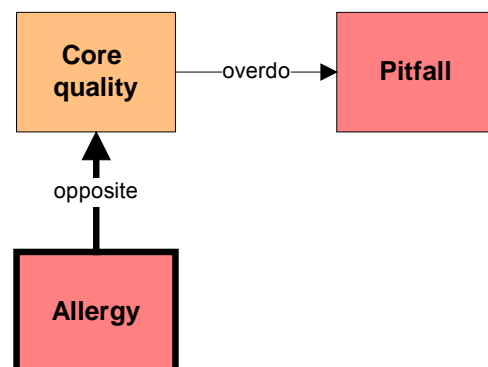 Core
quality
overdo
Pitfall
opposite
Allergy